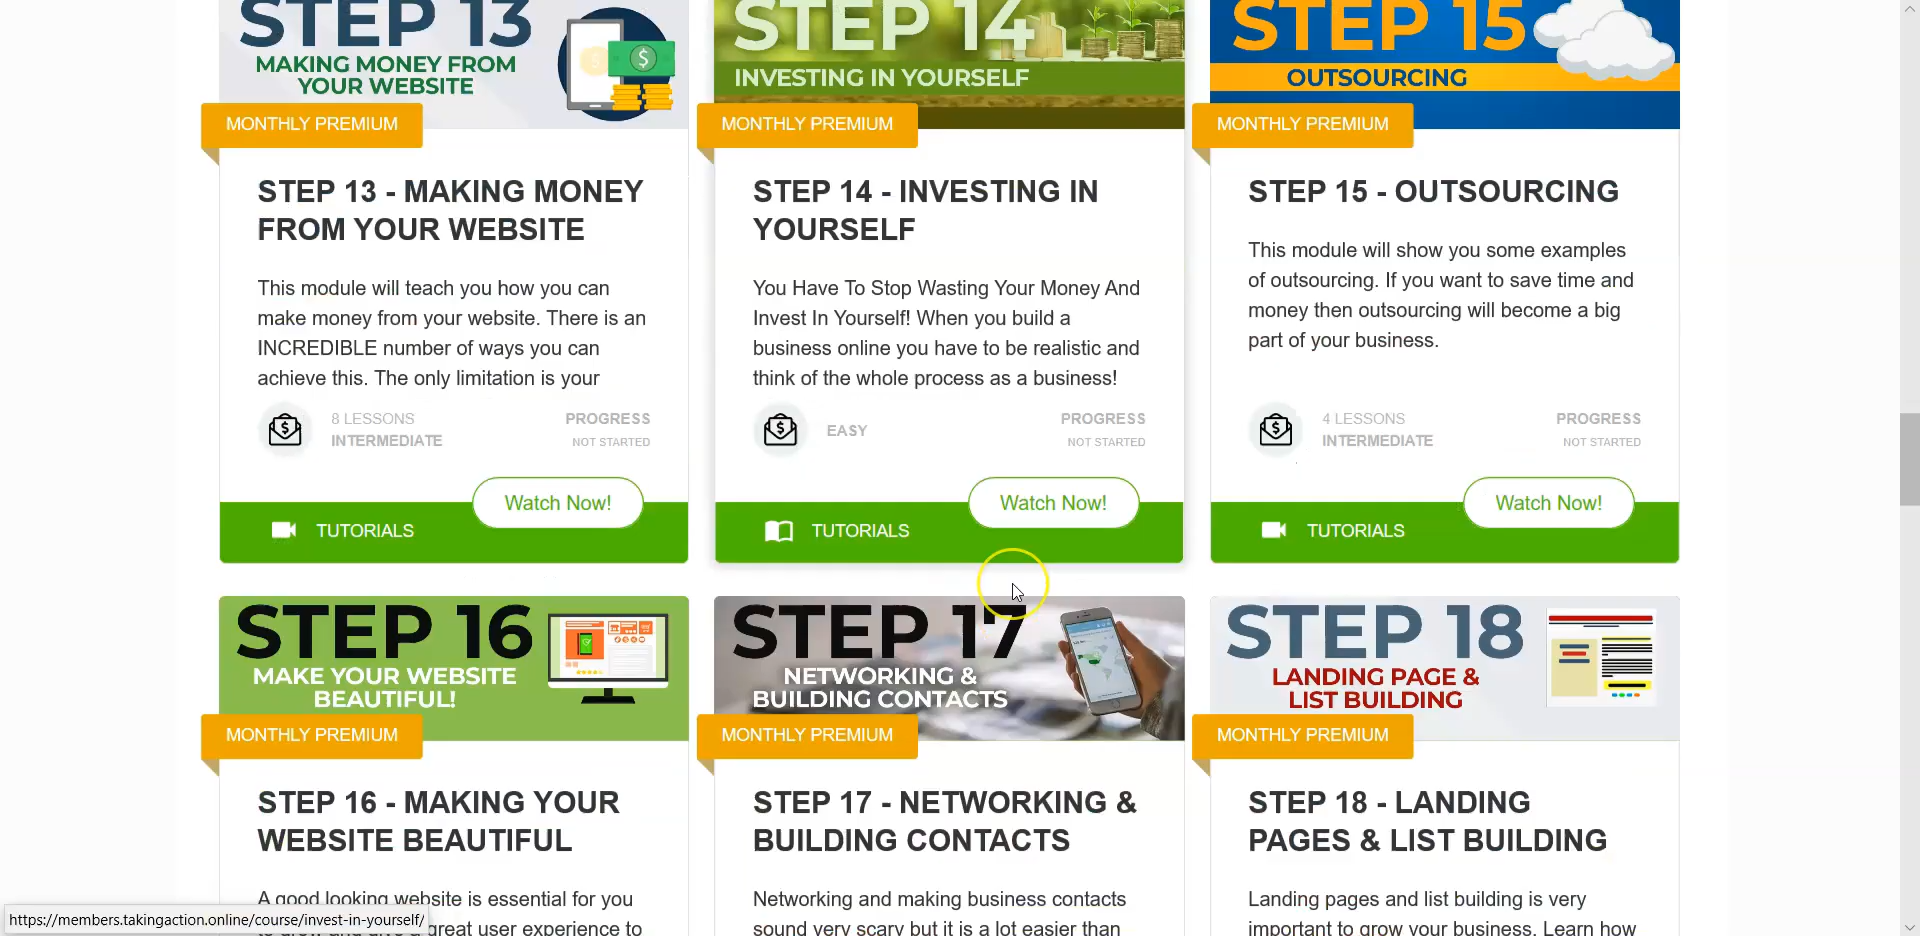 STEP 13
MAKING MONEY FROM
YOUR WEBSITE
MONTHLY PREMIUM
STEP 13 - MAKING MONEY
FROM YOUR WEBSITE
This module will teach you how you can
make money from your website. There is an
INCREDIBLE number of ways you can
achieve this. The only limitation is your
8 LESSONS
INTERMEDIATE
PROGRESS
NOT STARTED
Watch Now!
TUTORIALS
STEP 14
INVESTING IN YOURSELF
MONTHLY PREMIUM
STEP 14 - INVESTING IN
YOURSELF
You Have To Stop Wasting Your Money And
Invest In Yourself! When you build a
business online you have to be realistic and
think of the whole process as a business!
EASY
PROGRESS
NOT STARTED
Watch Now!
TUTORIALS
STEP 15
OUTSOURCING
MONTHLY PREMIUM
STEP 15 - OUTSOURCING
This module will show you some examples
of outsourcing. If you want to save time and
money then outsourcing will become a big
part of your business.
4 LESSONS
INTERMEDIATE
PROGRESS
NOT STARTED
Watch Now!
TUTORIALS
STEP 16
MAKE YOUR WEBSITE
BEAUTIFUL!
MONTHLY PREMIUM
STEP 16 - MAKING YOUR
WEBSITE BEAUTIFUL
A good looking website is essential for you
great user experience to
STEP 17
NETWORKING &
BUILDING CONTACTS
MONTHLY PREMIUM
STEP 17 - NETWORKING &
BUILDING CONTACTS
Networking and making business contacts
sound very scary but it is a lot easier than
STEP 18
LANDING PAGE &
LIST BUILDING
MONTHLY PREMIUM
STEP 18 - LANDING
PAGES & LIST BUILDING
Landing pages and list building is very
important to grow your business. Learn how
https://members.takingaction.online/course/invest-in-yourself/